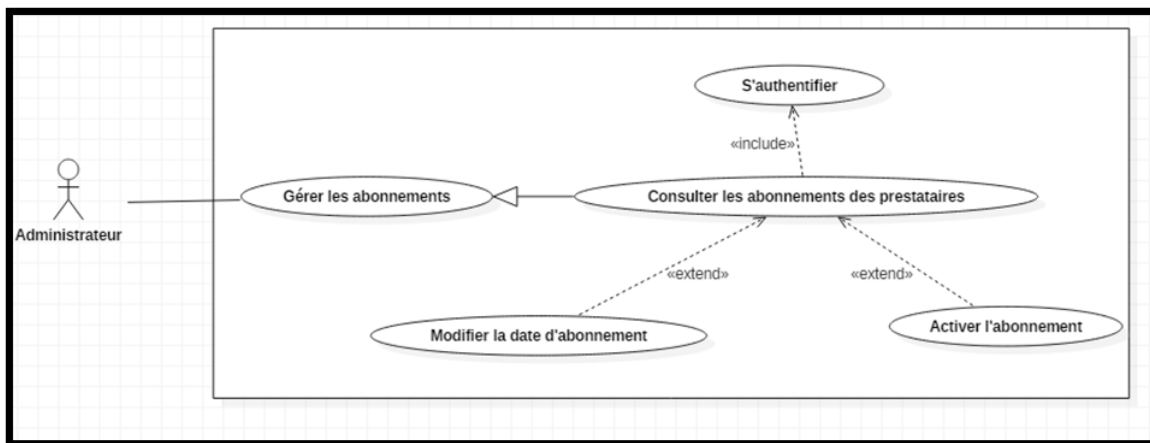 S'authentifier
«include»
Gérer les abonnements
Consulter les abonnements des prestataires
Administrateur
«extend»
«extend»
Modifier la date d'abonnement
Activer l'abonnement